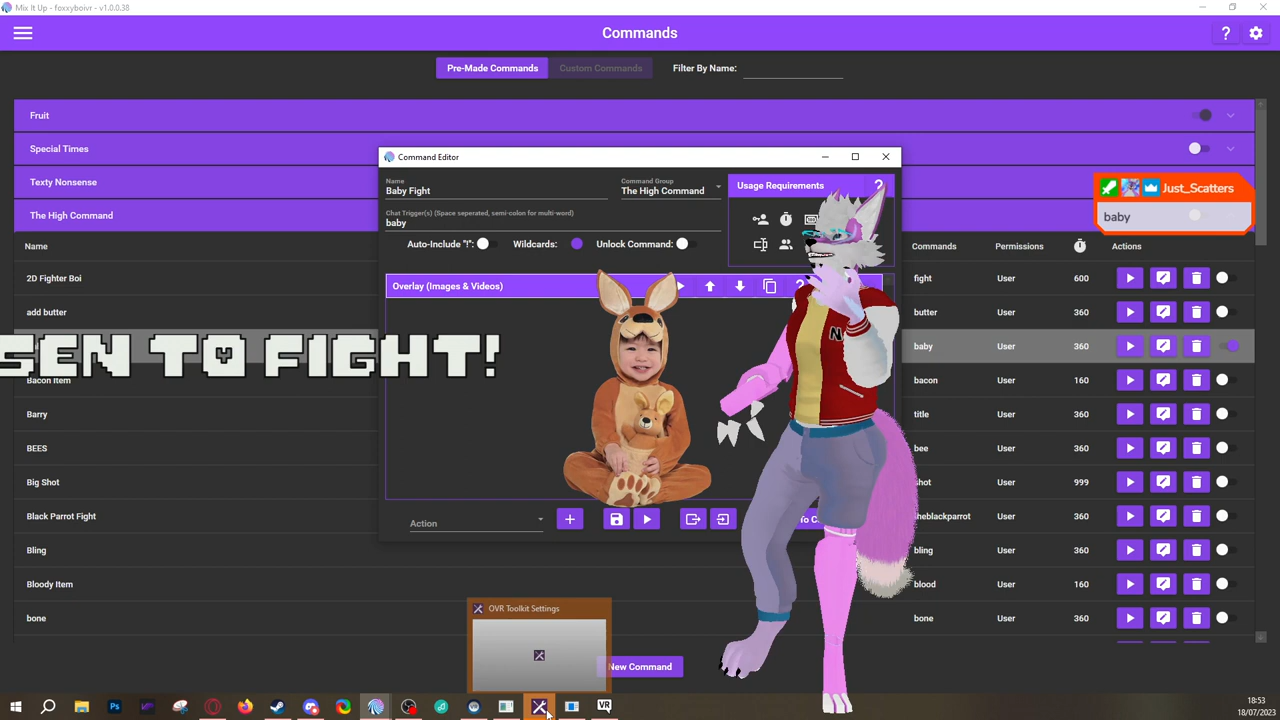 Mix It Up - foxxyboivr - v1.0.0.38
Commands
?
Pre-Made Commands
Custom Commands
Filter By Name:
Fruit
Special Times
Texty Nonsense
The High Command
Command Editor
Name
Baby Fight
Command Group
The High Command
Usage Requirements
?
Chat Trigger(s) (Space seperated, semi-colon for multi-word)
baby
Auto-Include "!":
Wildcards:
Unlock Command:
Just_Scatters
baby
Overlay (Images & Videos)
Name
Commands
Permissions
Actions
2D Fighter Boi
fight
User
600
add butter
butter
User
360
SEN TO FIGHT!
baby
User
360
Bacon Item
bacon
User
160
Barry
title
User
360
BEES
bee
User
360
Big Shot
shot
User
999
Black Parrot Fight
theblackparrot
User
360
Bling
bling
User
360
Bloody Item
blood
User
160
bone
bone
User
360
N
Action
OVR Toolkit Settings
New Command
Ps
VR
18:53
18/07/2023